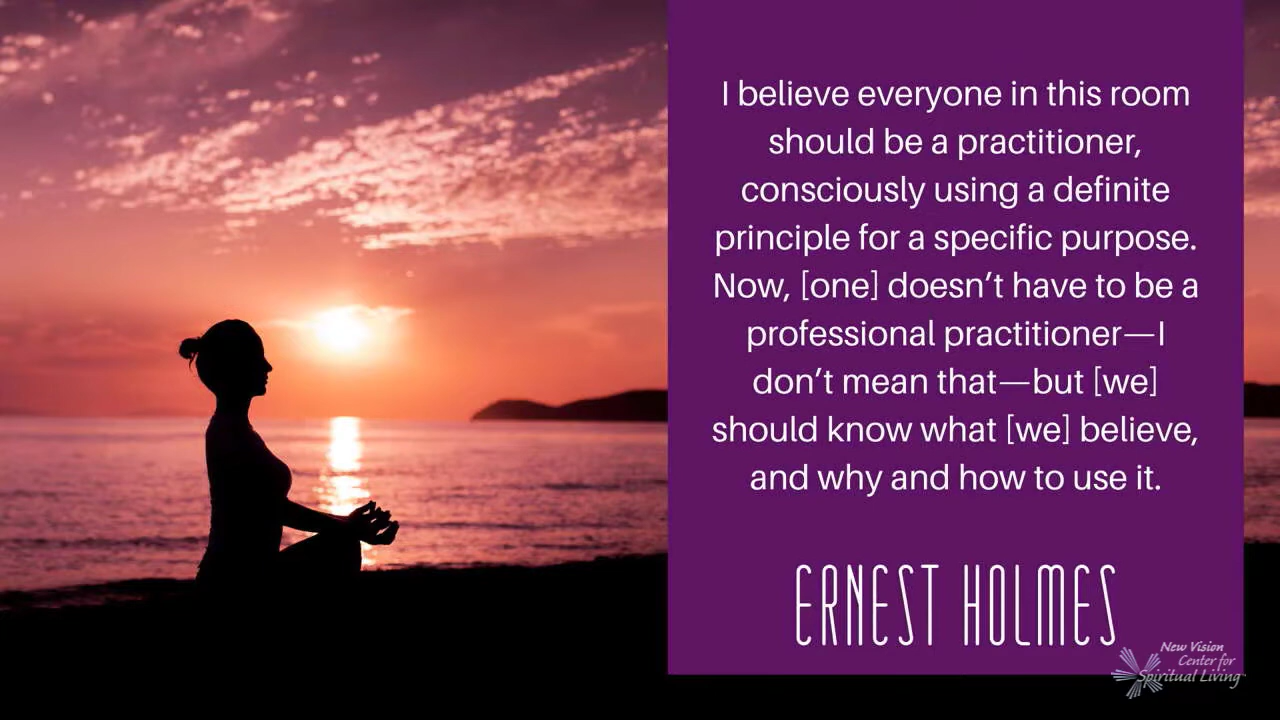 I believe everyone in this room
should be a practitioner,
consciously using a definite
principle for a specific purpose.
Now, [one] doesn’t have to be a
professional practitioner—I
don’t mean that—but [we]
should know what [we] believe,
and why and how to use it.
ERNEST HOLMES
New Vision
Center for
Spiritual Living